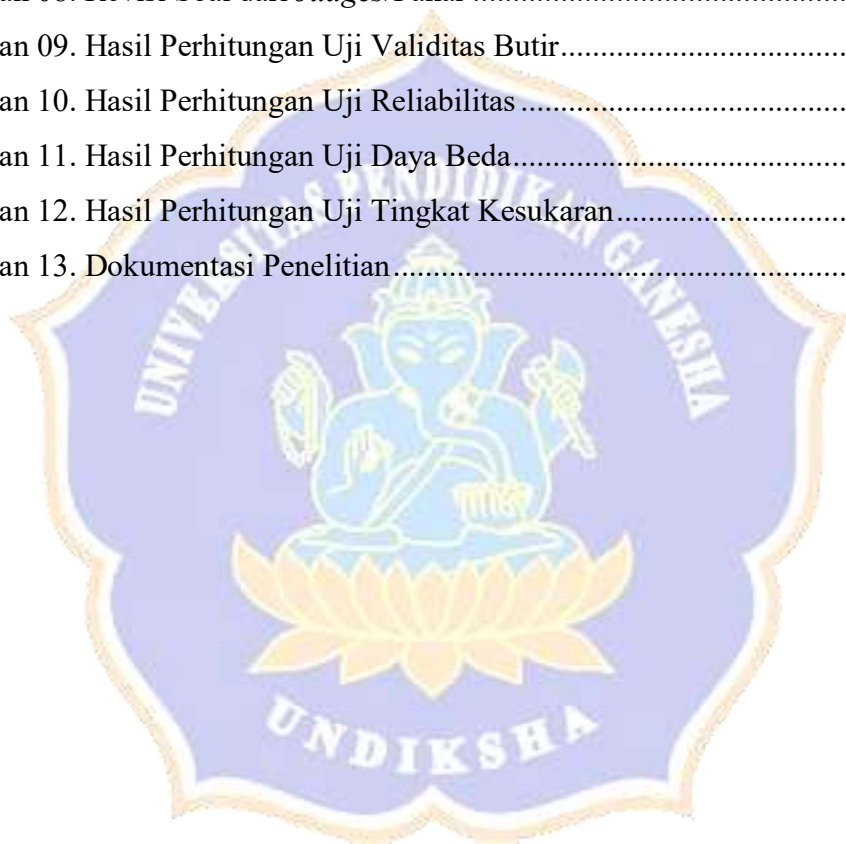 an 09. Hasil Perhitungan Uji Validitas Butir
an 10. Hasil Perhitungan Uji Reliabilitas
an 11. Hasil Perhitungan Uji Daya Beda
an 12. Hasil Perhitungan Uji Tingkat Kesukaran
an 13. Dokumentasi Penelitian
UNIVERSITAS PENDIDIKAN GANESHA
UNDIKSHA